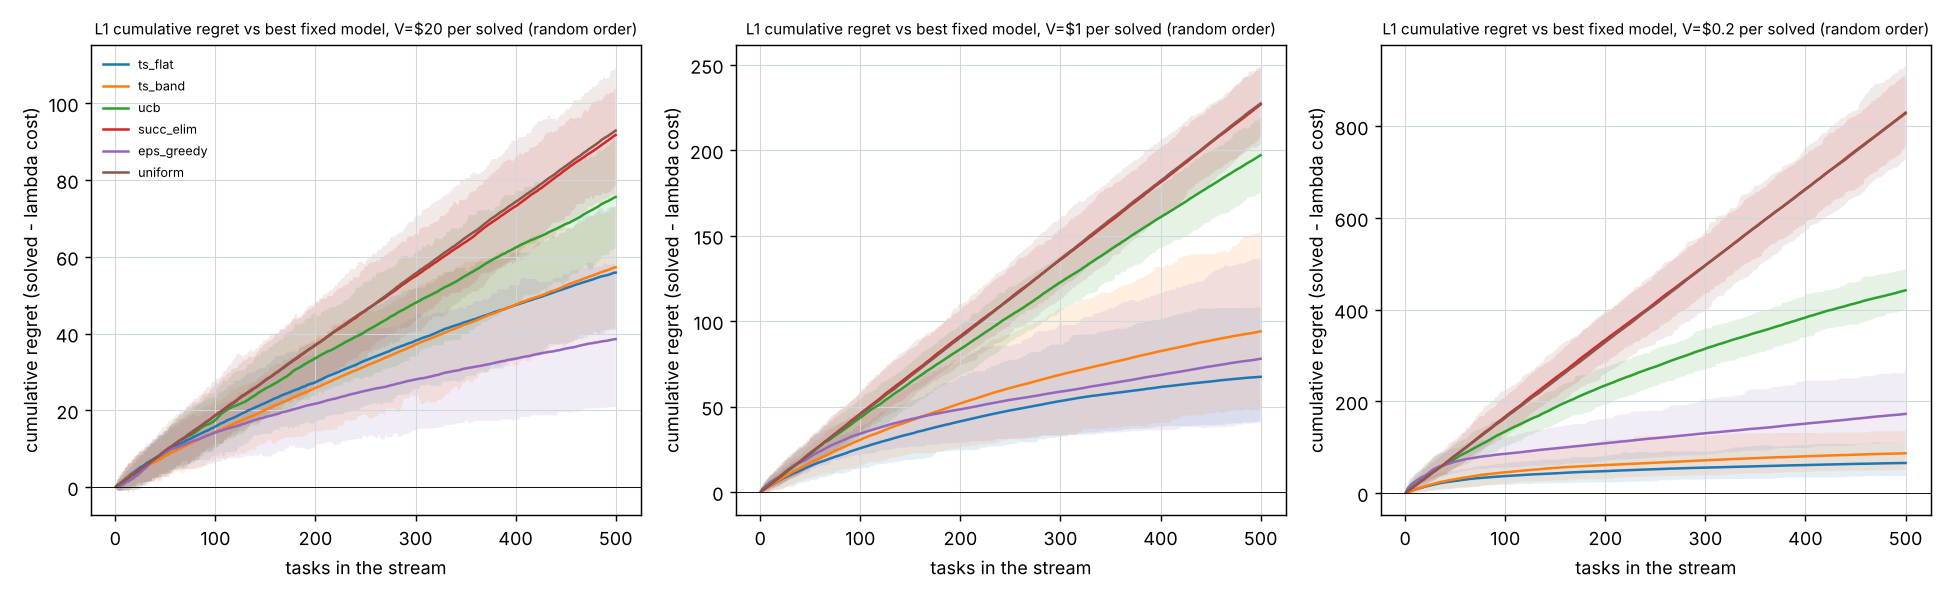 L1 cumulative regret vs best fixed model, V=$20 per solved (random order)
cumulative regret (solved - lambda cost)
100
80
60
40
20
0
ts_flat
ts_band
ucb
succ_elim
eps_greedy
uniform
0 100 200 300 400 500
tasks in the stream
L1 cumulative regret vs best fixed model, V=$1 per solved (random order)
cumulative regret (solved - lambda cost)
250
200
150
100
50
0
0 100 200 300 400 500
tasks in the stream
L1 cumulative regret vs best fixed model, V=$0.2 per solved (random order)
cumulative regret (solved - lambda cost)
800
600
400
200
0
0 100 200 300 400 500
tasks in the stream